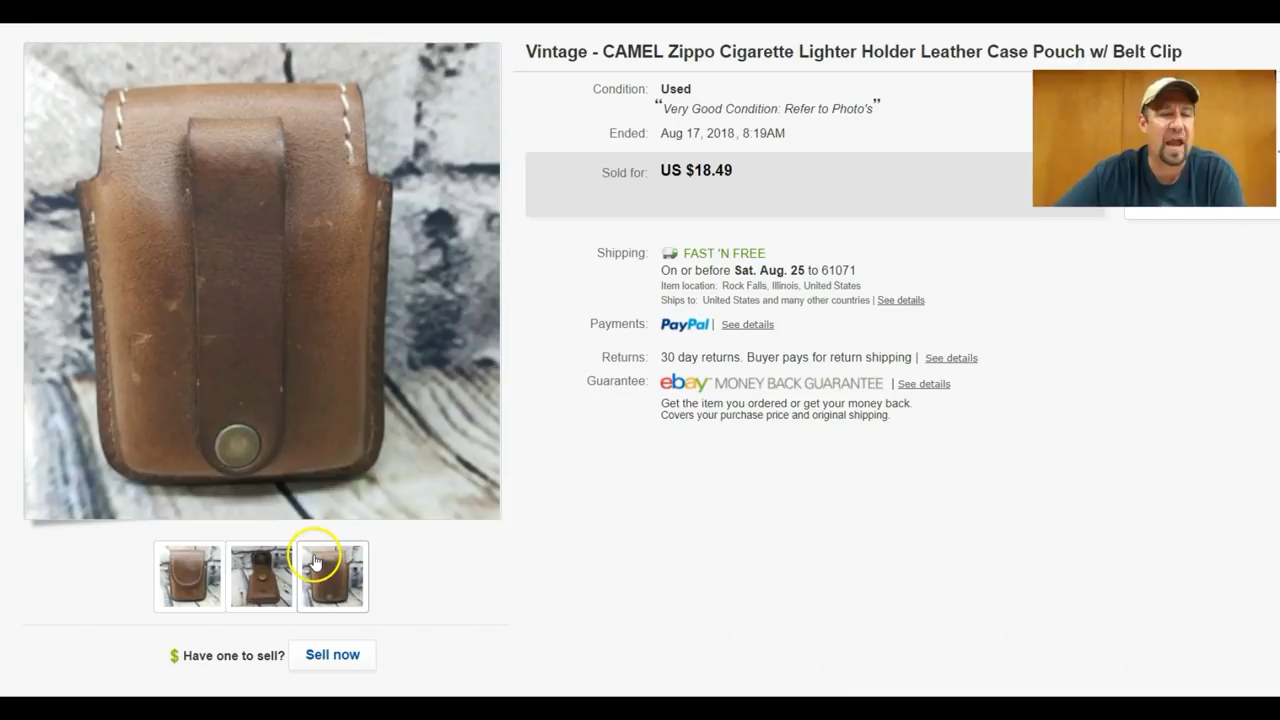 Vintage - CAMEL Zippo Cigarette Lighter Holder Leather Case Pouch w/ Belt Clip
Condition: Used
“Very Good Condition: Refer to Photo's”
Ended: Aug 17, 2018 , 8:19AM
Sold for: US $18.49
Shipping: FAST 'N FREE
On or before Sat. Aug. 25 to 61071
Item location: Rock Falls, Illinois, United States
Ships to: United States and many other countries | See details
Payments: PayPal | See details
Returns: 30 day returns. Buyer pays for return shipping | See details
Guarantee: ebay MONEY BACK GUARANTEE | See details
Get the item you ordered or get your money back.
Covers your purchase price and original shipping.
$ Have one to sell? Sell now